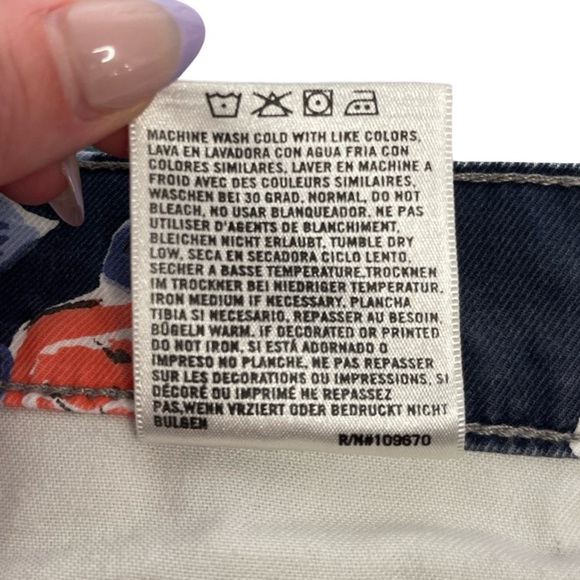 MACHINE WASH COLD WITH LIKE COLORS,
LAVA EN LAVADORA CON AGUA FRIA CON
COLORES SIMILARES, LAVER EN MACHINE A
FROID AVEC DES COULEURS SIMILAIRES,
WASCHEN BEI 30 GRAD. NORMAL, DO NOT
BLEACH, NO USAR BLANQUEADOR. NE PAS
UTILISER D'AGENTS DE BLANCHIMENT,
BLEICHEN NICHT ERLAUBT, TUMBLE DRY
LOW, SECA EN SECADORA CICLO LENTO,
SECHER A BASSE TEMPERATURE,TROCKNEN
IM TROCKKER BEI NIEDRIGER TEMPERATUR.
IRON MEDIUM IF NECESSARY, PLANCHA
TIBIA SI NECESARIO, REPASSER AU BESOIN,
BÜGELN WARM. IF DECORATED OR PRINTED
DO NOT IRON, SI ESTÁ ADORNADO O
IMPRESO NO PLANCHE, NE PAS REPASSER
SUR LES DECORATIONS OU IMPRESSIONS, SI
DÉCORÉ OU IMPRIMÉ NE REPASSEZ
PAS,WENN VRZIERT ODER BEDRUCKT NICHT
BULGEN
R/N#109670